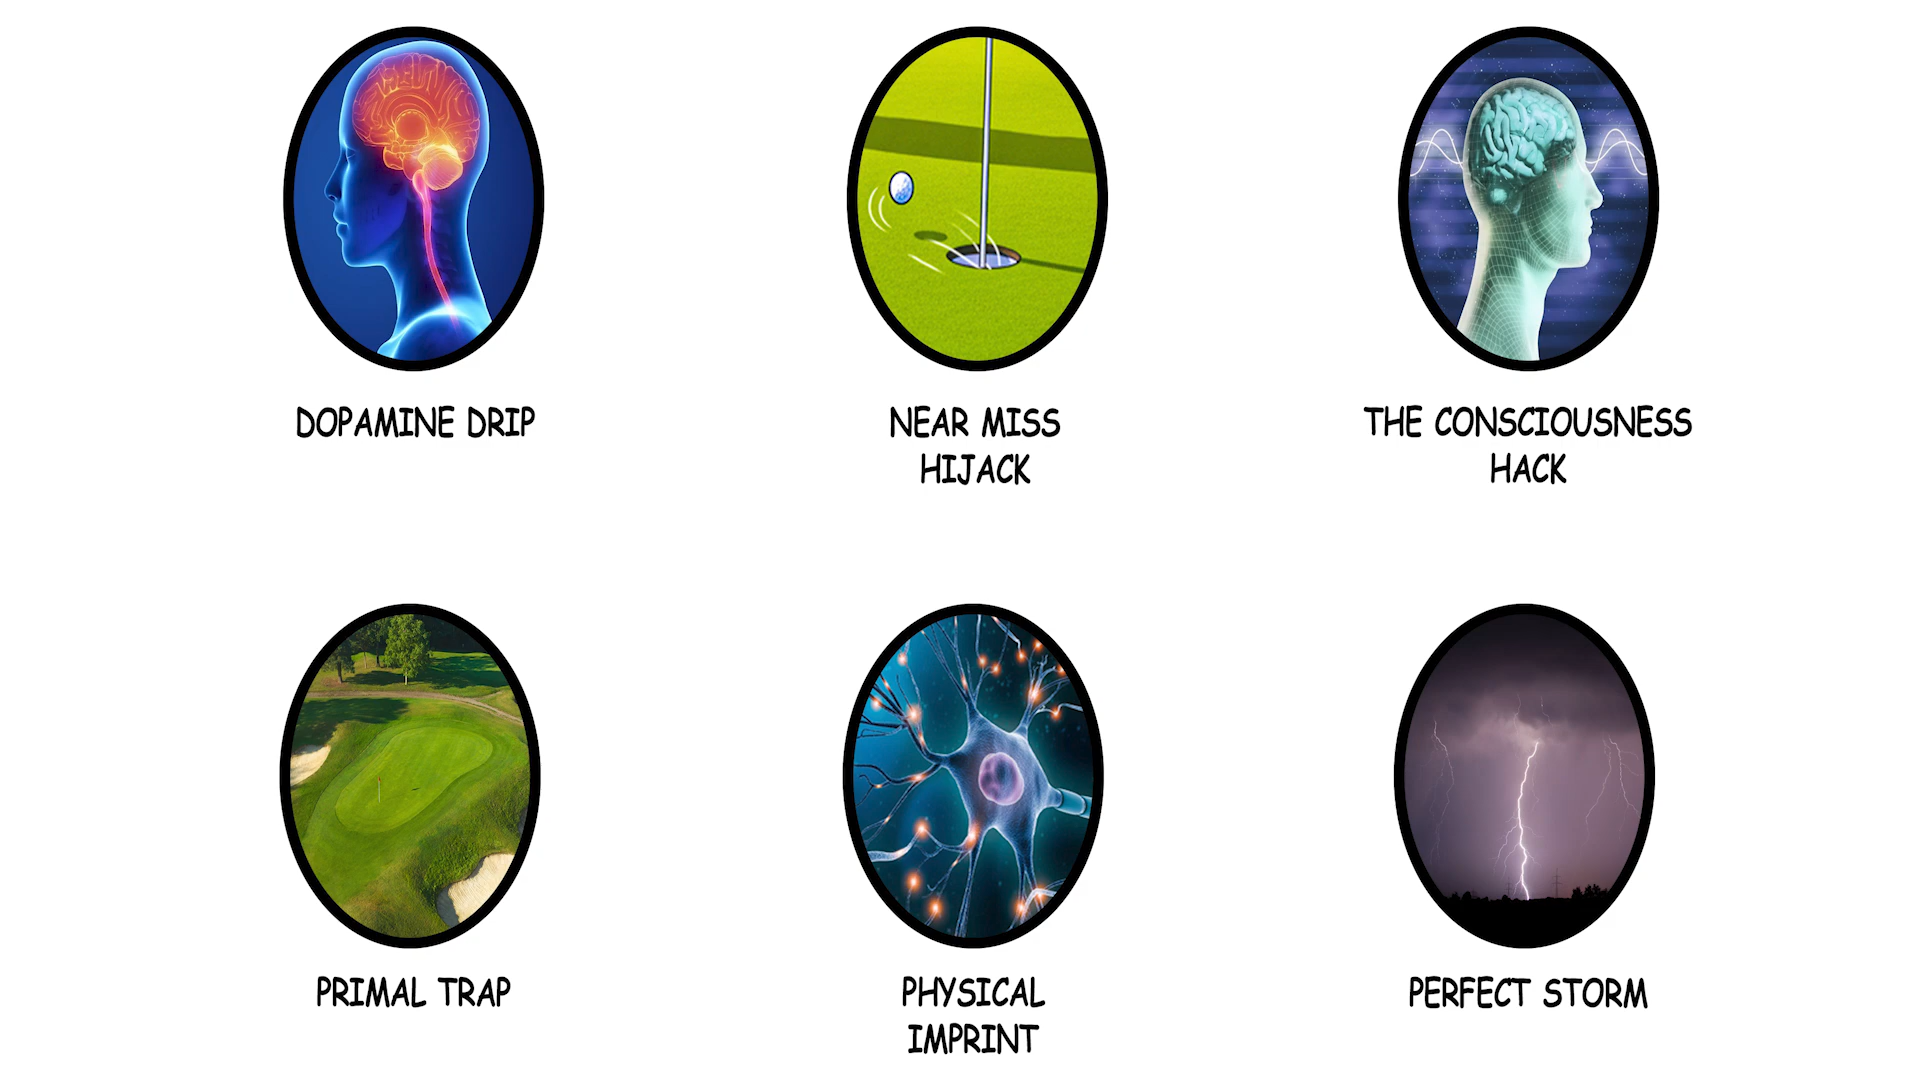 DOPAMINE DRIP
NEAR MISS
HIJACK
THE CONSCIOUSNESS
HACK
PRIMAL TRAP
PHYSICAL
IMPRINT
PERFECT STORM